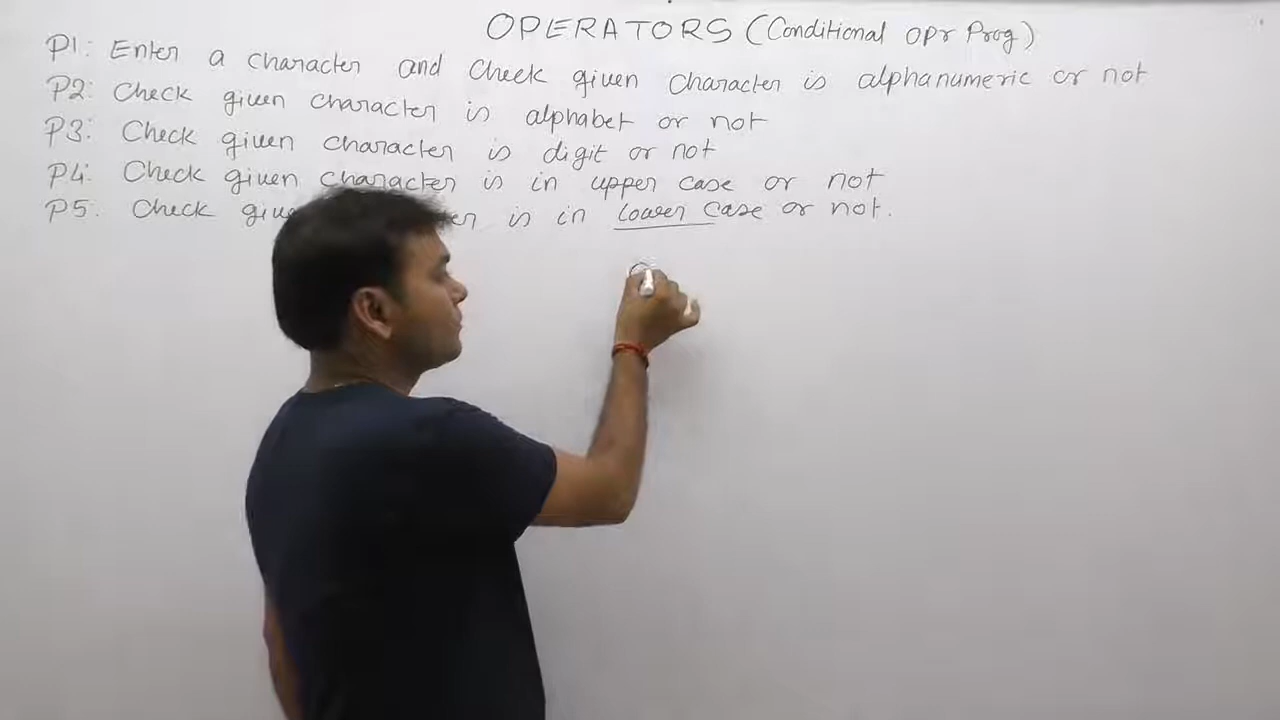 OPERATORS (Conditional OPr Prog)
P1: Enter a character and Check given character is alphanumeric or not
P2: Check given character is alphabet or not
P3: Check given character is digit or not
P4: Check given character is in upper case or not
P5. Check is in lower case or not.